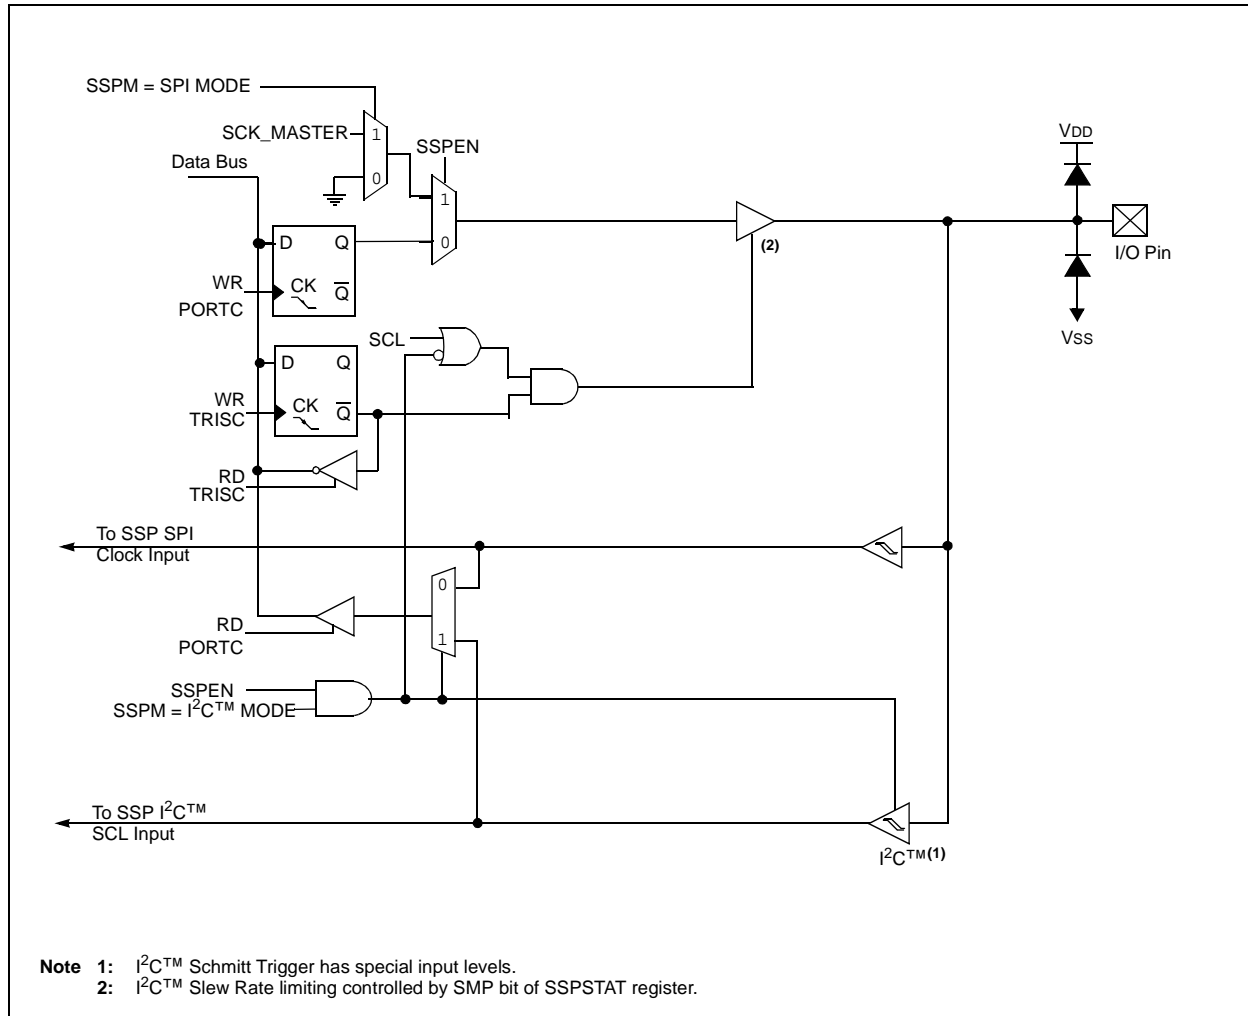 SSPM = SPI MODE
SCK_MASTER
1
0
SSPEN
Data Bus
1
0
VDD
(2)
I/O Pin
VSS
D
Q
CK
Q̅
WR
PORTC
SCL
D
Q
CK
Q̅
WR
TRISC
RD
TRISC
To SSP SPI
Clock Input
0
1
RD
PORTC
SSPEN
SSPM = I²C™ MODE
To SSP I²C™
SCL Input
I²C™(1)
Note 1: I²C™ Schmitt Trigger has special input levels.
2: I²C™ Slew Rate limiting controlled by SMP bit of SSPSTAT register.